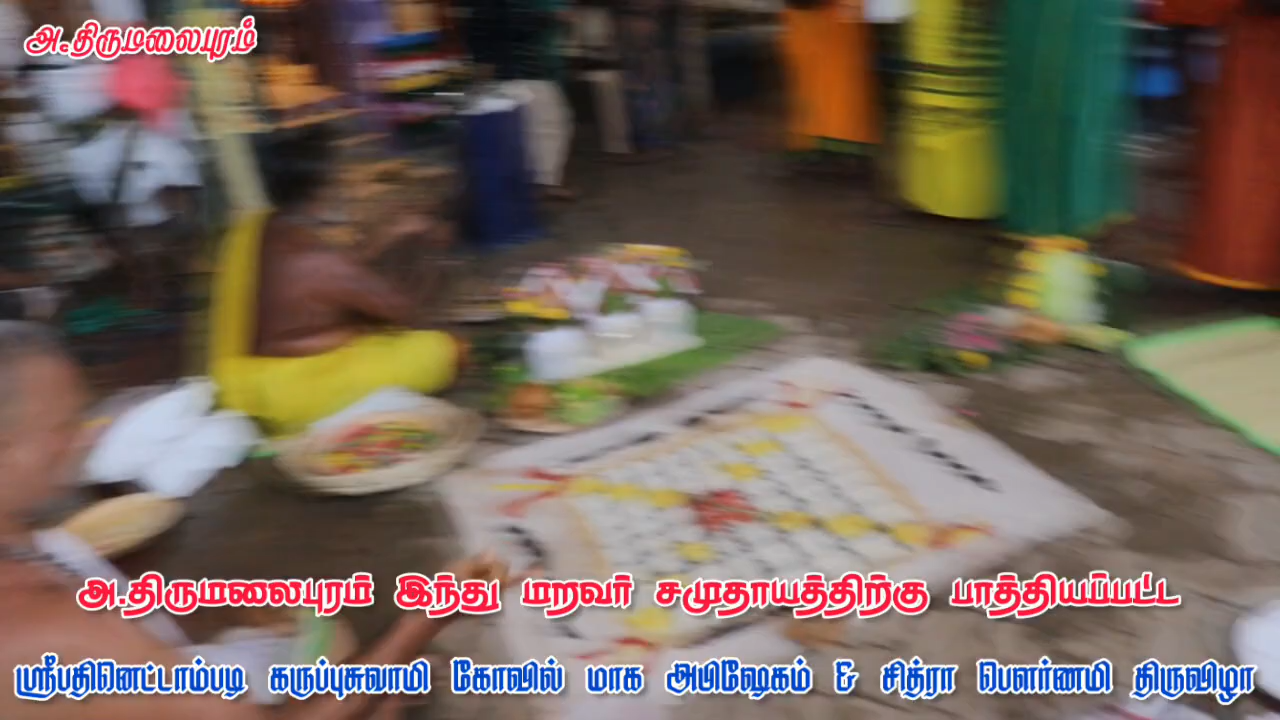 அ.திருமலைபுரம்
அ.திருமலைபுரம் இந்து மறவர் சமுதாயத்திற்கு பாத்தியப்பட்ட
ஸ்ரீபதினெட்டாம்படி கருப்புசுவாமி கோவில் மாக அபிஷேகம் & சித்ரா பௌர்ணமி திருவிழா